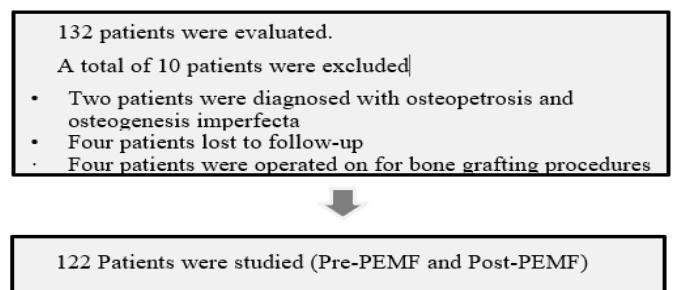 132 patients were evaluated.
A total of 10 patients were excluded
• Two patients were diagnosed with osteopetrosis and
osteogenesis imperfecta
• Four patients lost to follow-up
· Four patients were operated on for bone grafting procedures
122 Patients were studied (Pre-PEMF and Post-PEMF)